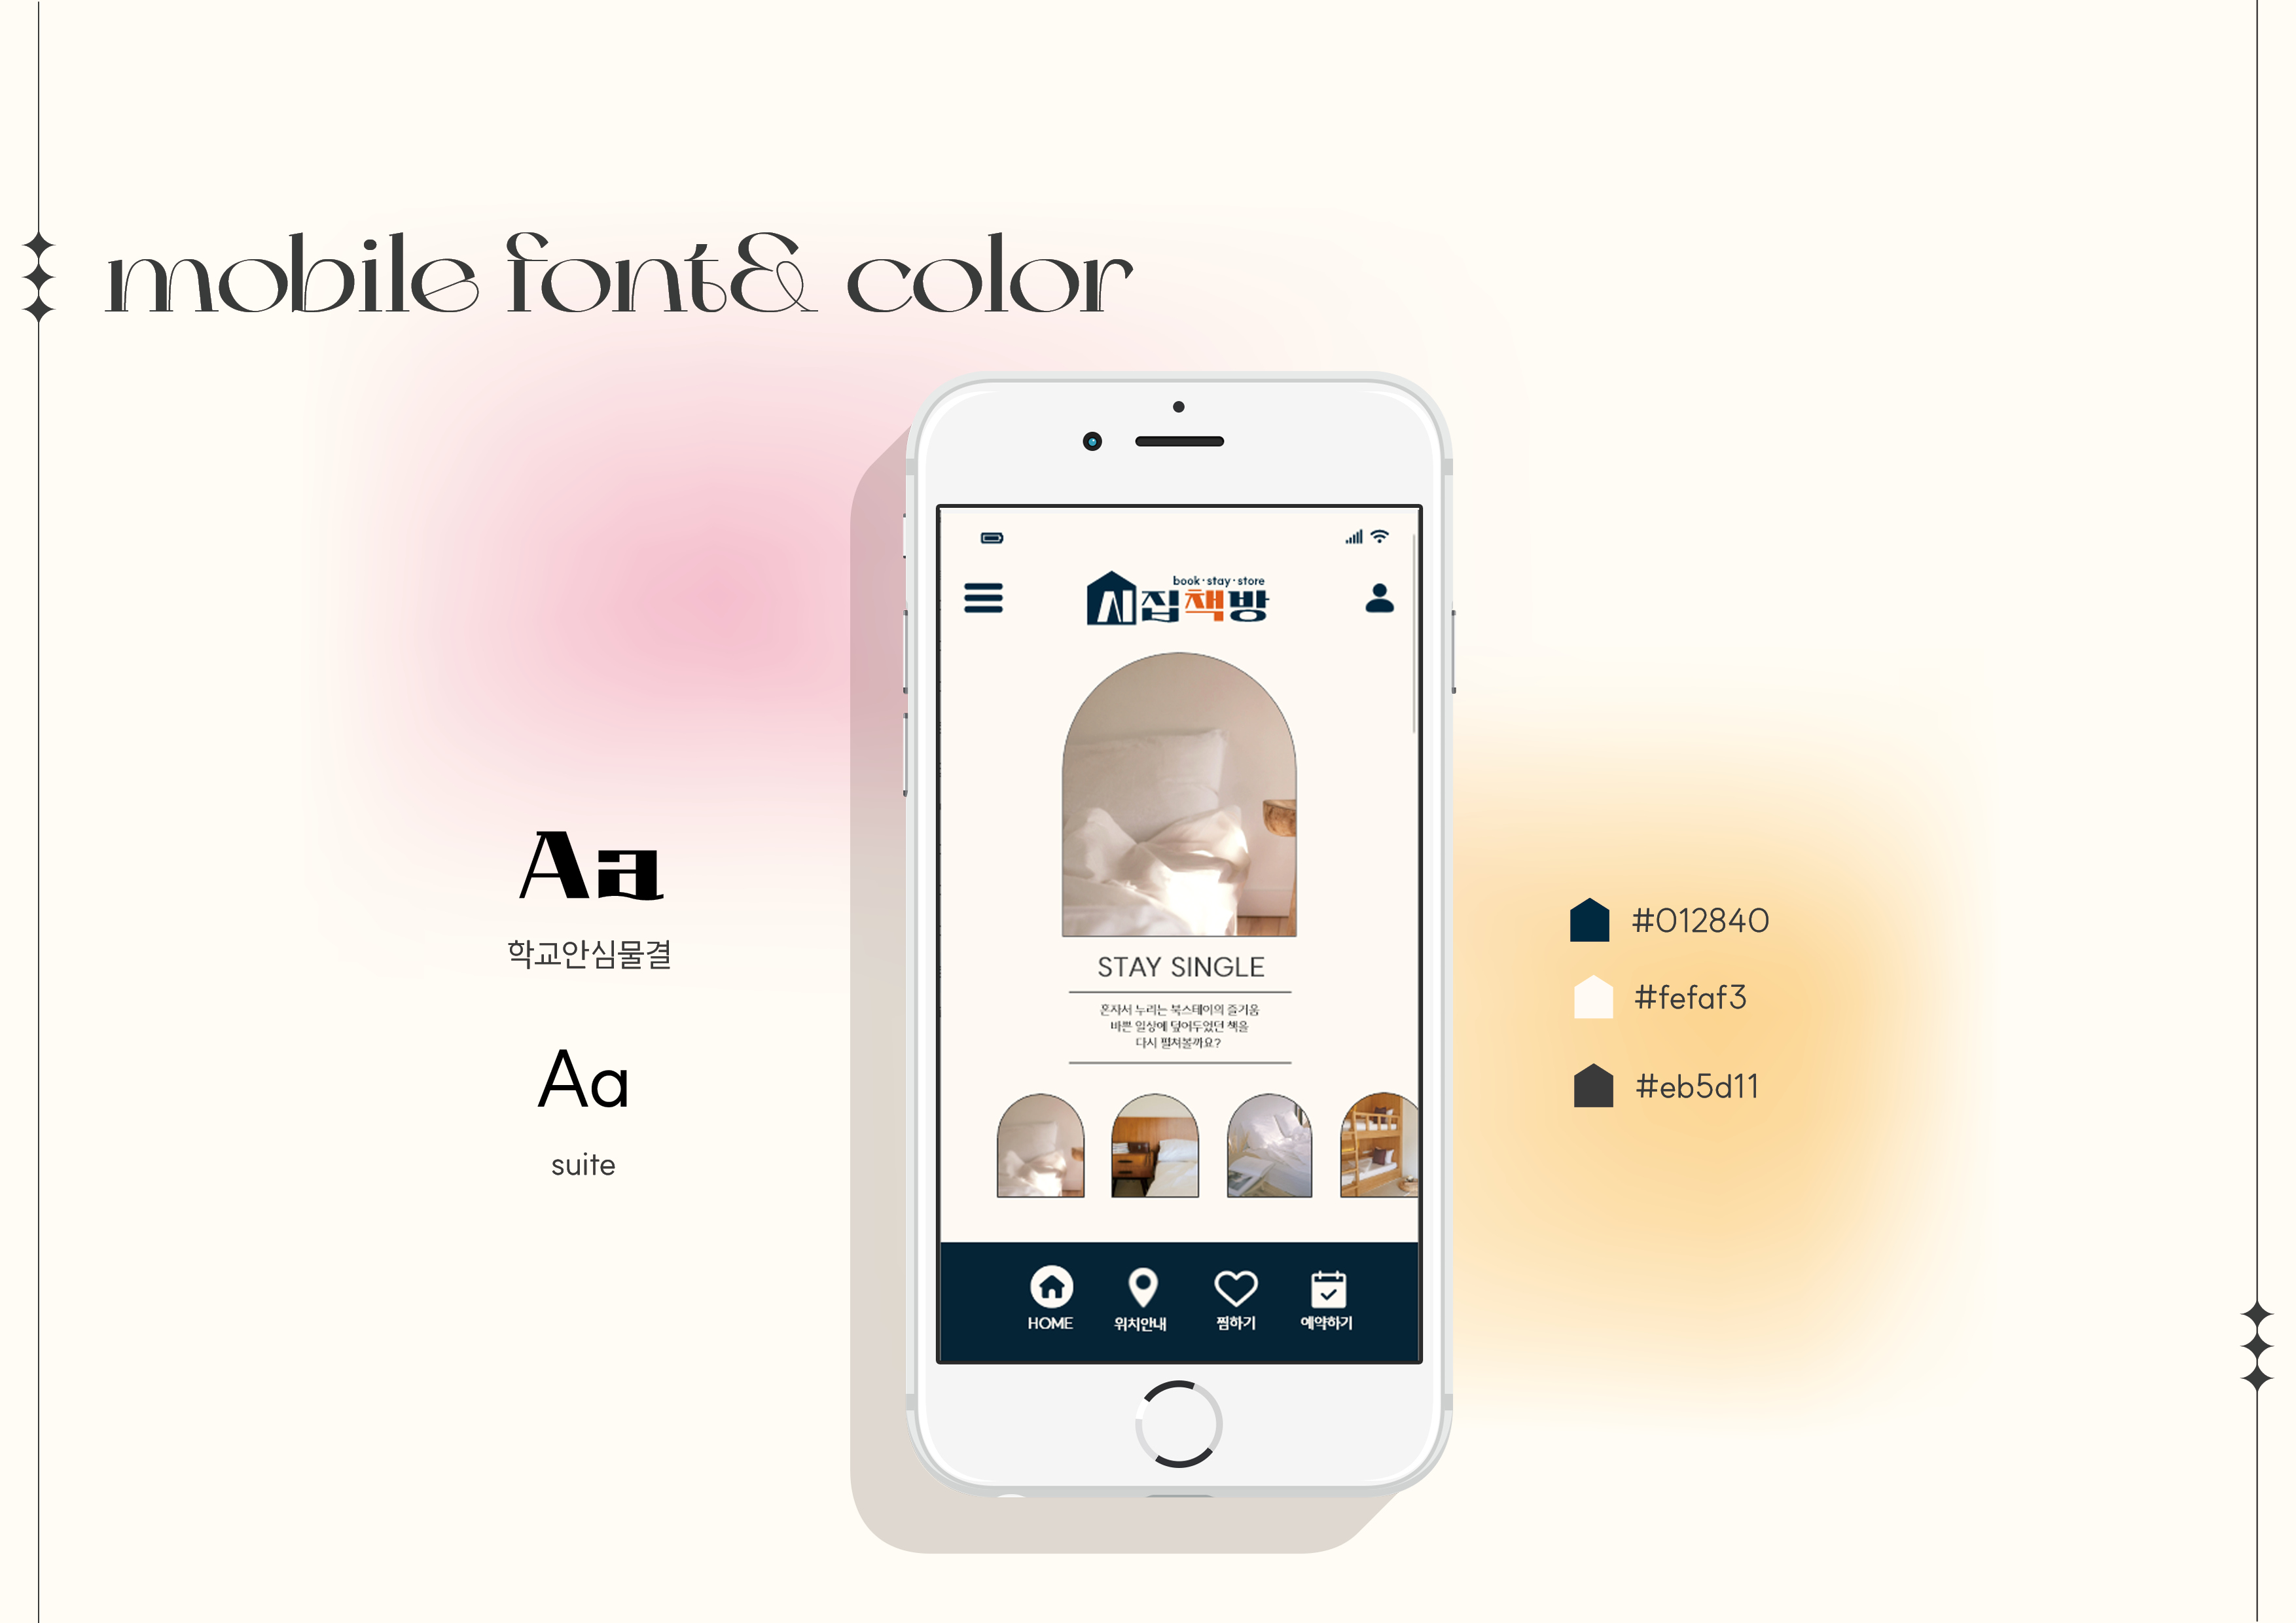 mobile font& color
book·stay·store
시집책방
STAY SINGLE
혼자서 누리는 북스테이의 즐거움
바쁜 일상에 덮어두었던 책을
다시 펼쳐볼까요?
HOME
위치안내
찜하기
예약하기
Aa
학교안심물결
Aa
suite
#012840
#fefaf3
#eb5d11